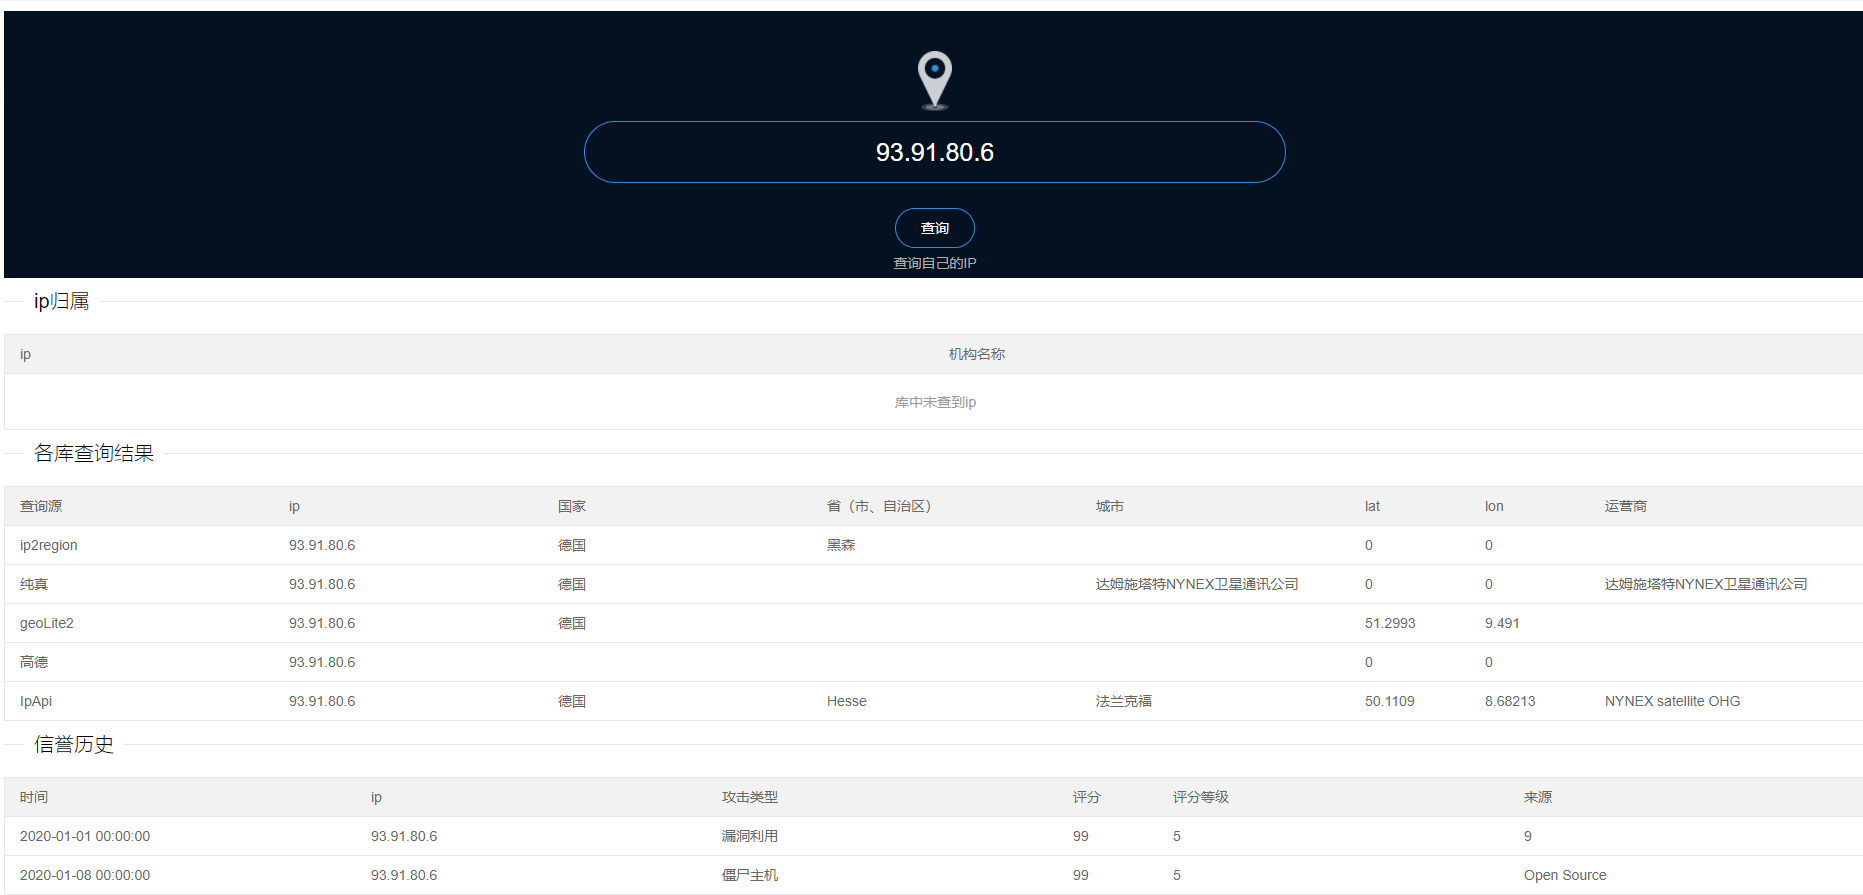 93.91.80.6
查询
查询自己的IP
ip归属
ip 机构名称
库中未查到ip
各库查询结果
查询源 ip 国家 省（市、自治区） 城市 lat lon 运营商
ip2region 93.91.80.6 德国 黑森 0 0
纯真 93.91.80.6 德国 达姆施塔特NYNEX卫星通讯公司 0 0 达姆施塔特NYNEX卫星通讯公司
geoLite2 93.91.80.6 德国 51.2993 9.491
高德 93.91.80.6 0 0
IpApi 93.91.80.6 德国 Hesse 法兰克福 50.1109 8.68213 NYNEX satellite OHG
信誉历史
时间 ip 攻击类型 评分 评分等级 来源
2020-01-01 00:00:00 93.91.80.6 漏洞利用 99 5 9
2020-01-08 00:00:00 93.91.80.6 僵尸主机 99 5 Open Source